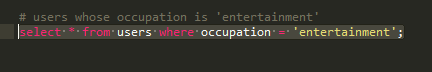 # users whose occupation is ‘entertainment’
select * from users where occupation = 'entertainment';